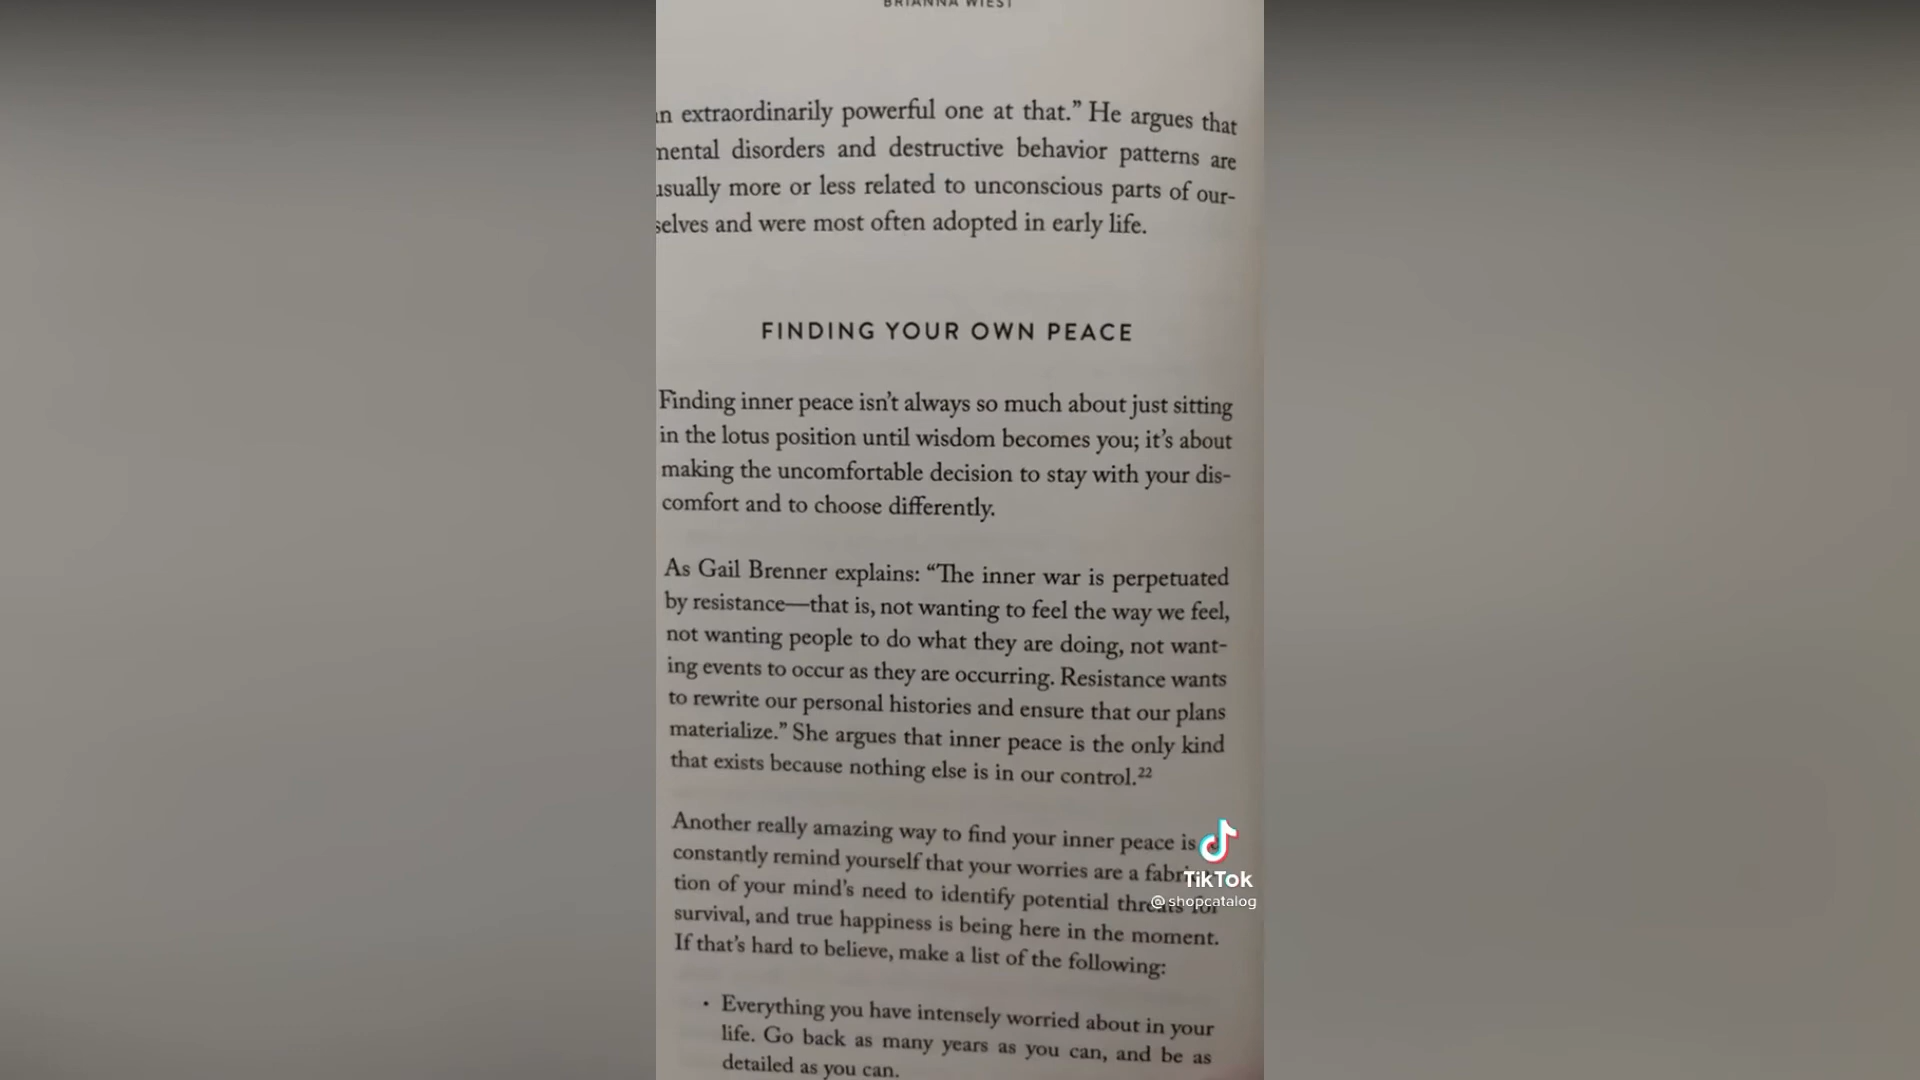 BRIANNA WIEST
n extraordinarily powerful one at that.” He argues that
mental disorders and destructive behavior patterns are
usually more or less related to unconscious parts of our-
selves and were most often adopted in early life.
FINDING YOUR OWN PEACE
Finding inner peace isn’t always so much about just sitting
in the lotus position until wisdom becomes you; it’s about
making the uncomfortable decision to stay with your dis-
comfort and to choose differently.
As Gail Brenner explains: “The inner war is perpetuated
by resistance—that is, not wanting to feel the way we feel,
not wanting people to do what they are doing, not want-
ing events to occur as they are occurring. Resistance wants
to rewrite our personal histories and ensure that our plans
materialize.” She argues that inner peace is the only kind
that exists because nothing else is in our control.²²
Another really amazing way to find your inner peace is
constantly remind yourself that your worries are a fabrica-
tion of your mind’s need to identify potential threats for
survival, and true happiness is being here in the moment.
If that’s hard to believe, make a list of the following:
• Everything you have intensely worried about in your
life. Go back as many years as you can, and be as
detailed as you can.
TikTok
@shopcatalog